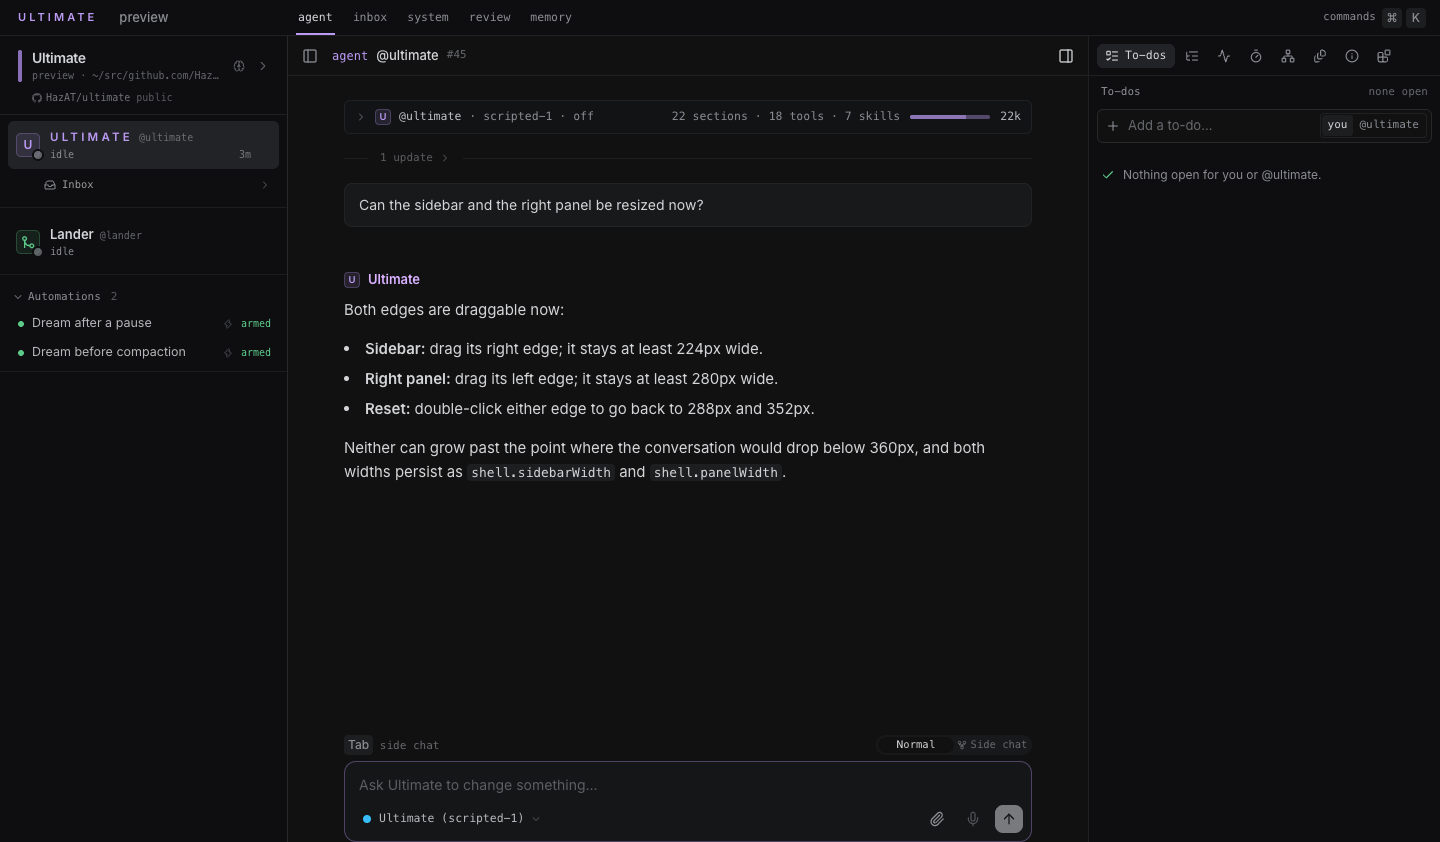 ULTIMATE preview
agent inbox system review memory
commands ⌘ K
Ultimate
preview · ~/src/github.com/Haz…
HazAT/ultimate public
U ULTIMATE @ultimate
idle 3m
Inbox
Lander @lander
idle
Automations 2
Dream after a pause armed
Dream before compaction armed
agent @ultimate #45
U @ultimate · scripted-1 · off 22 sections · 18 tools · 7 skills 22k
1 update
Can the sidebar and the right panel be resized now?
U Ultimate
Both edges are draggable now:
• Sidebar: drag its right edge; it stays at least 224px wide.
• Right panel: drag its left edge; it stays at least 280px wide.
• Reset: double-click either edge to go back to 288px and 352px.
Neither can grow past the point where the conversation would drop below 360px, and both
widths persist as shell.sidebarWidth and shell.panelWidth.
Tab side chat
Normal Side chat
Ask Ultimate to change something...
Ultimate (scripted-1)
To-dos
To-dos none open
Add a to-do... you @ultimate
Nothing open for you or @ultimate.